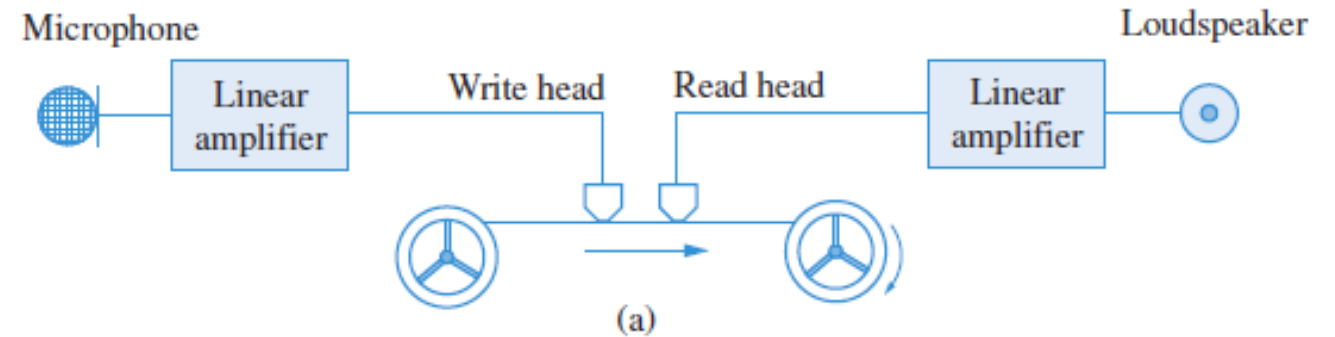 Microphone
Loudspeaker
Linear
amplifier
Write head
Read head
Linear
amplifier
(a)